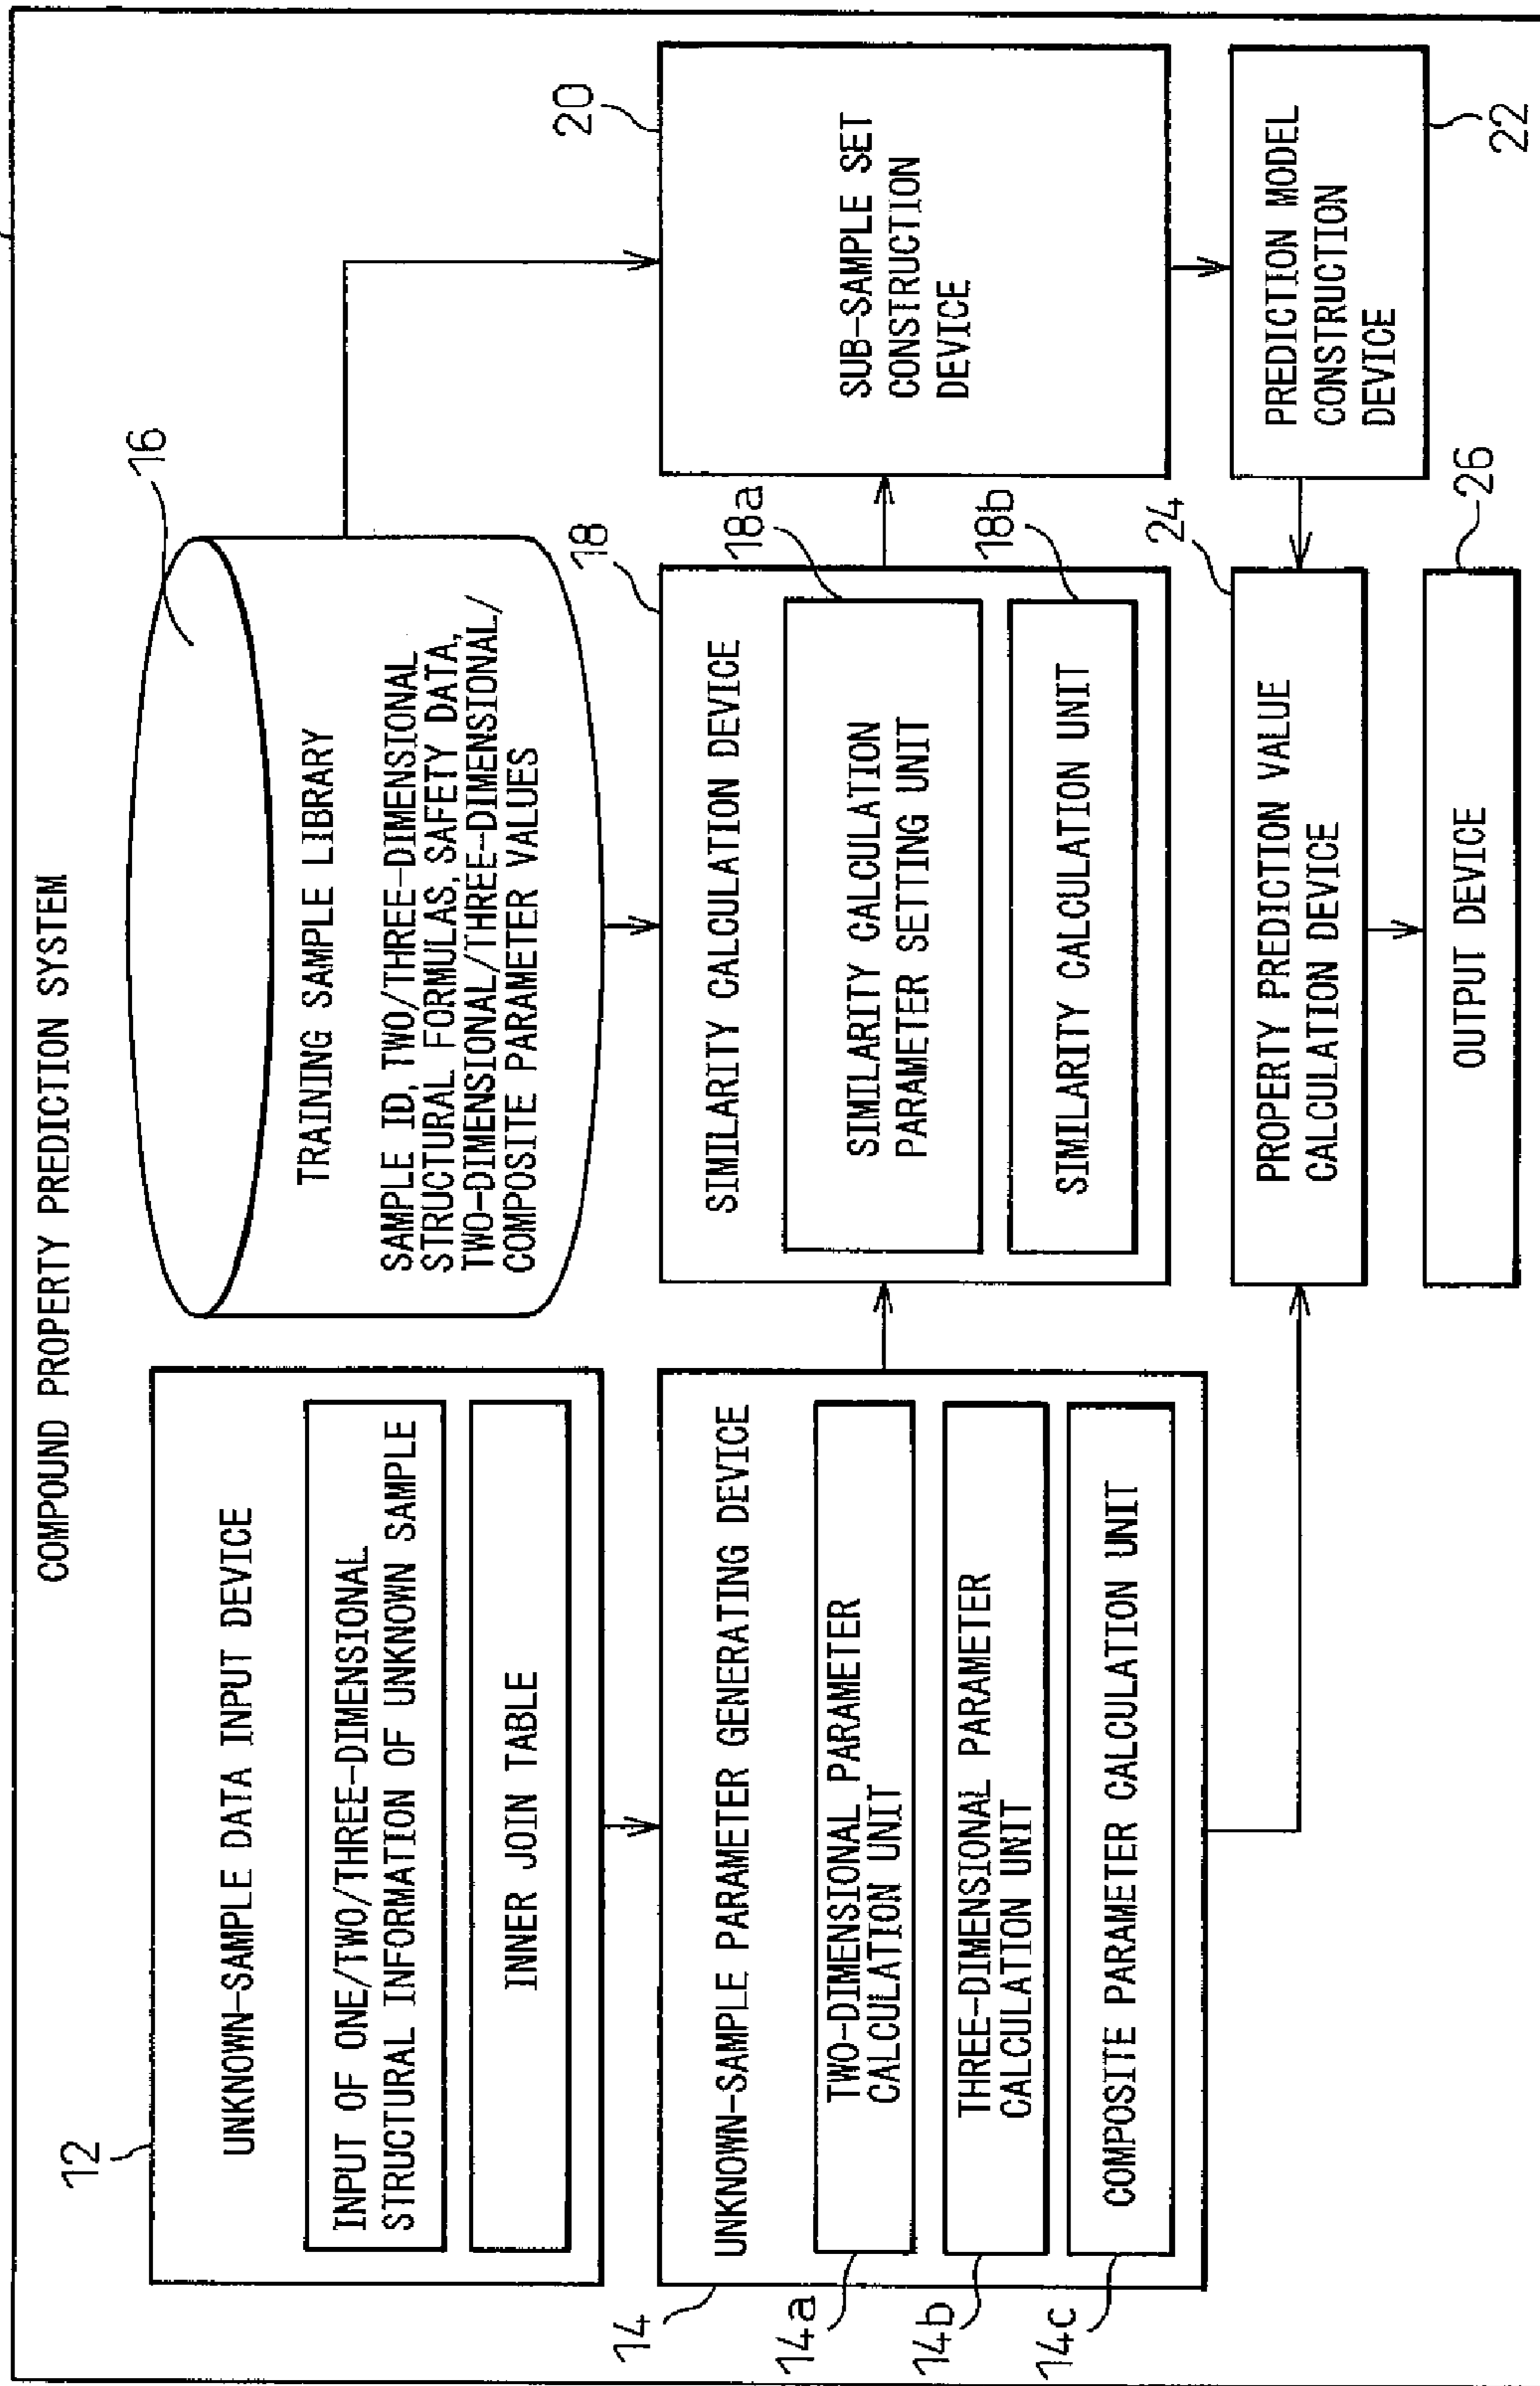 COMPOUND PROPERTY PREDICTION SYSTEM
12
UNKNOWN-SAMPLE DATA INPUT DEVICE
INPUT OF ONE/TWO/THREE-DIMENSIONAL
STRUCTURAL INFORMATION OF UNKNOWN SAMPLE
INNER JOIN TABLE
16
TRAINING SAMPLE LIBRARY
SAMPLE ID, TWO/THREE-DIMENSIONAL
STRUCTURAL FORMULAS, SAFETY DATA,
TWO-DIMENSIONAL/THREE-DIMENSIONAL/
COMPOSITE PARAMETER VALUES
14
UNKNOWN-SAMPLE PARAMETER GENERATING DEVICE
14a
TWO-DIMENSIONAL PARAMETER
CALCULATION UNIT
14b
THREE-DIMENSIONAL PARAMETER
CALCULATION UNIT
14c
COMPOSITE PARAMETER CALCULATION UNIT
18
SIMILARITY CALCULATION DEVICE
18a
SIMILARITY CALCULATION
PARAMETER SETTING UNIT
18b
SIMILARITY CALCULATION UNIT
20
SUB-SAMPLE SET
CONSTRUCTION
DEVICE
24
PROPERTY PREDICTION VALUE
CALCULATION DEVICE
PREDICTION MODEL
CONSTRUCTION
DEVICE
22
26
OUTPUT DEVICE